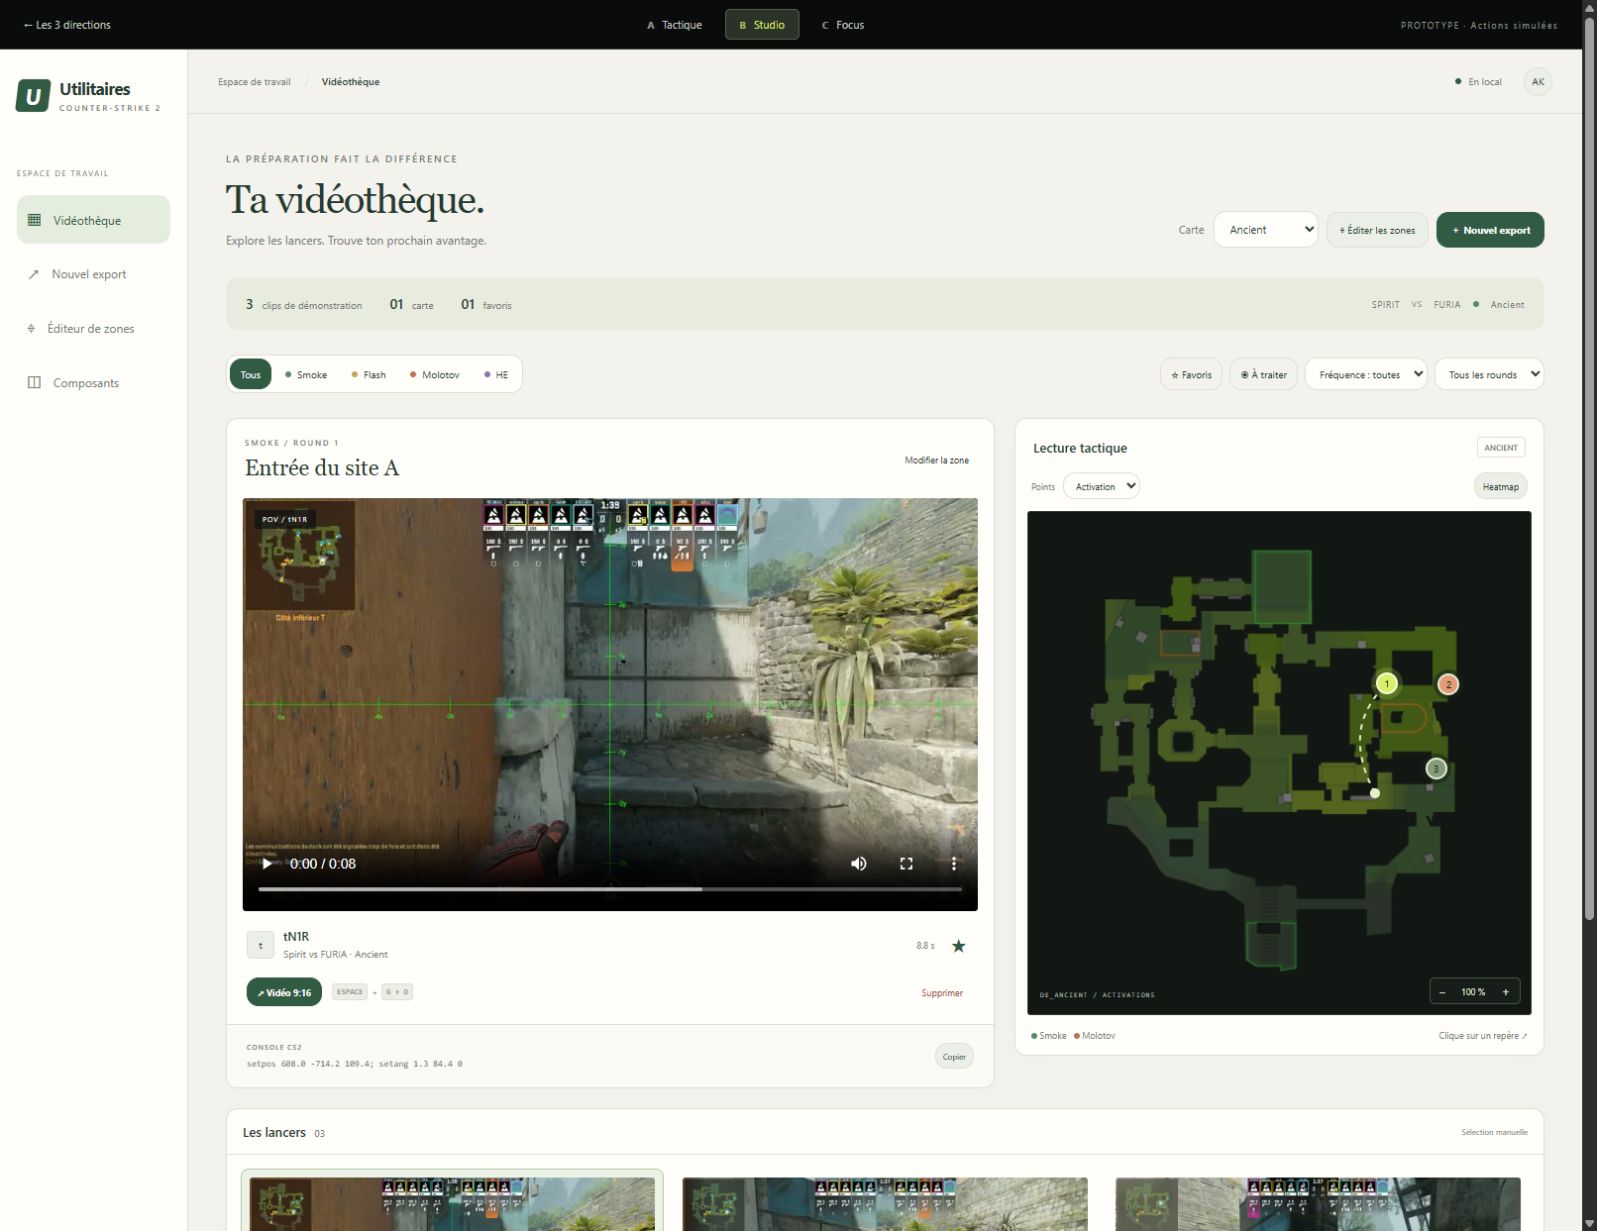 ← Les 3 directions
A Tactique
B Studio
C Focus
PROTOTYPE · Actions simulées
U Utilitaires
COUNTER-STRIKE 2
Espace de travail / Vidéothèque
En local
AK
ESPACE DE TRAVAIL
Vidéothèque
Nouvel export
Éditeur de zones
Composants
LA PRÉPARATION FAIT LA DIFFÉRENCE
Ta vidéothèque.
Explore les lancers. Trouve ton prochain avantage.
Carte
Ancient
Éditer les zones
+ Nouvel export
3 clips de démonstration
01 carte
01 favoris
SPIRIT VS FURIA • Ancient
Tous
Smoke
Flash
Molotov
HE
☆ Favoris
◉ À traiter
Fréquence : toutes
Tous les rounds
SMOKE / ROUND 1
Entrée du site A
Modifier la zone
POV / tN1R
1:39
0 0
Côté inférieur T
0:00 / 0:08
t
tN1R
Spirit vs FURIA · Ancient
8.8 s ★
↗ Vidéo 9:16
ESPACE + G + D
Supprimer
CONSOLE CS2
setpos 608.0 -714.2 109.4; setang 1.3 84.4 0
Copier
Lecture tactique
ANCIENT
Points
Activation
Heatmap
1
2
3
DE_ANCIENT / ACTIVATIONS
− 100 % +
Smoke
Molotov
Clique sur un repère ↗
Les lancers 03
Sélection manuelle